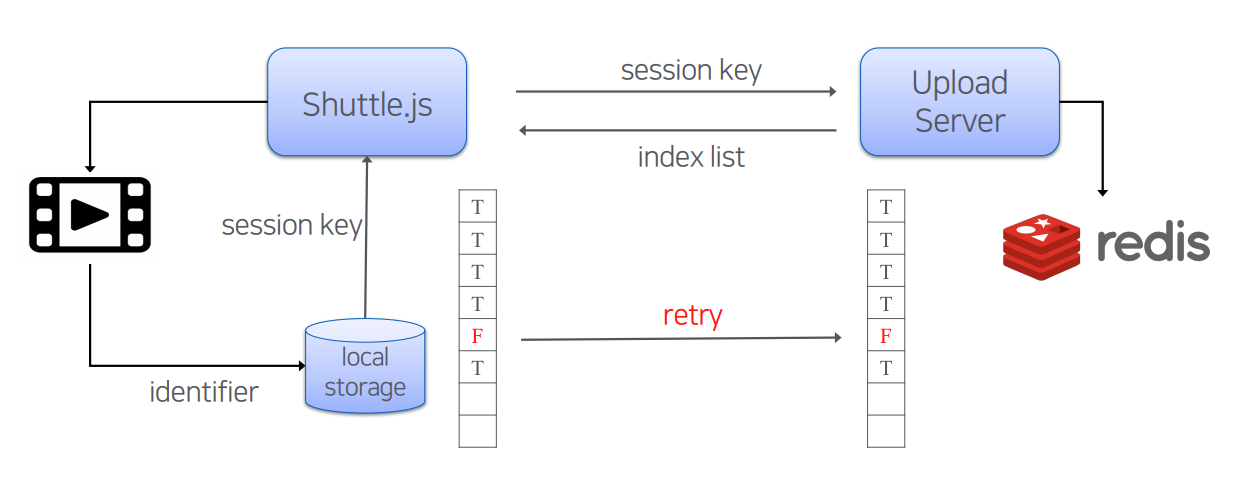 session key
Shuttle.js
Upload
Server
index list
session key
T
T
T
T
F
T
T
T
T
T
F
T
redis
retry
local
storage
identifier